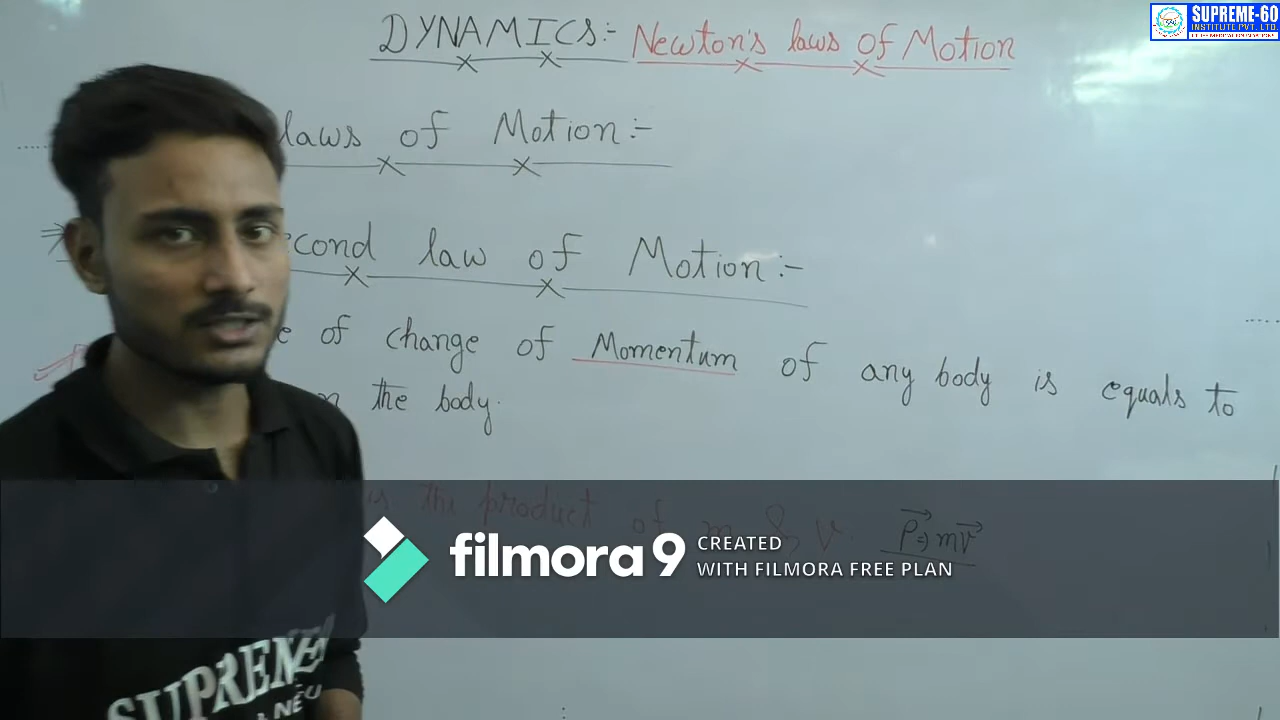 DYNAMICS:- Newton's laws of Motion
SUPREME-60
INSTITUTE PVT. LTD.
laws of Motion:-
cond law of Motion:-
e of change of Momentum of any body is equals to
n the body.
is the product of m & v. P⇒mv
filmora 9 CREATED
WITH FILMORA FREE PLAN
SUPREME